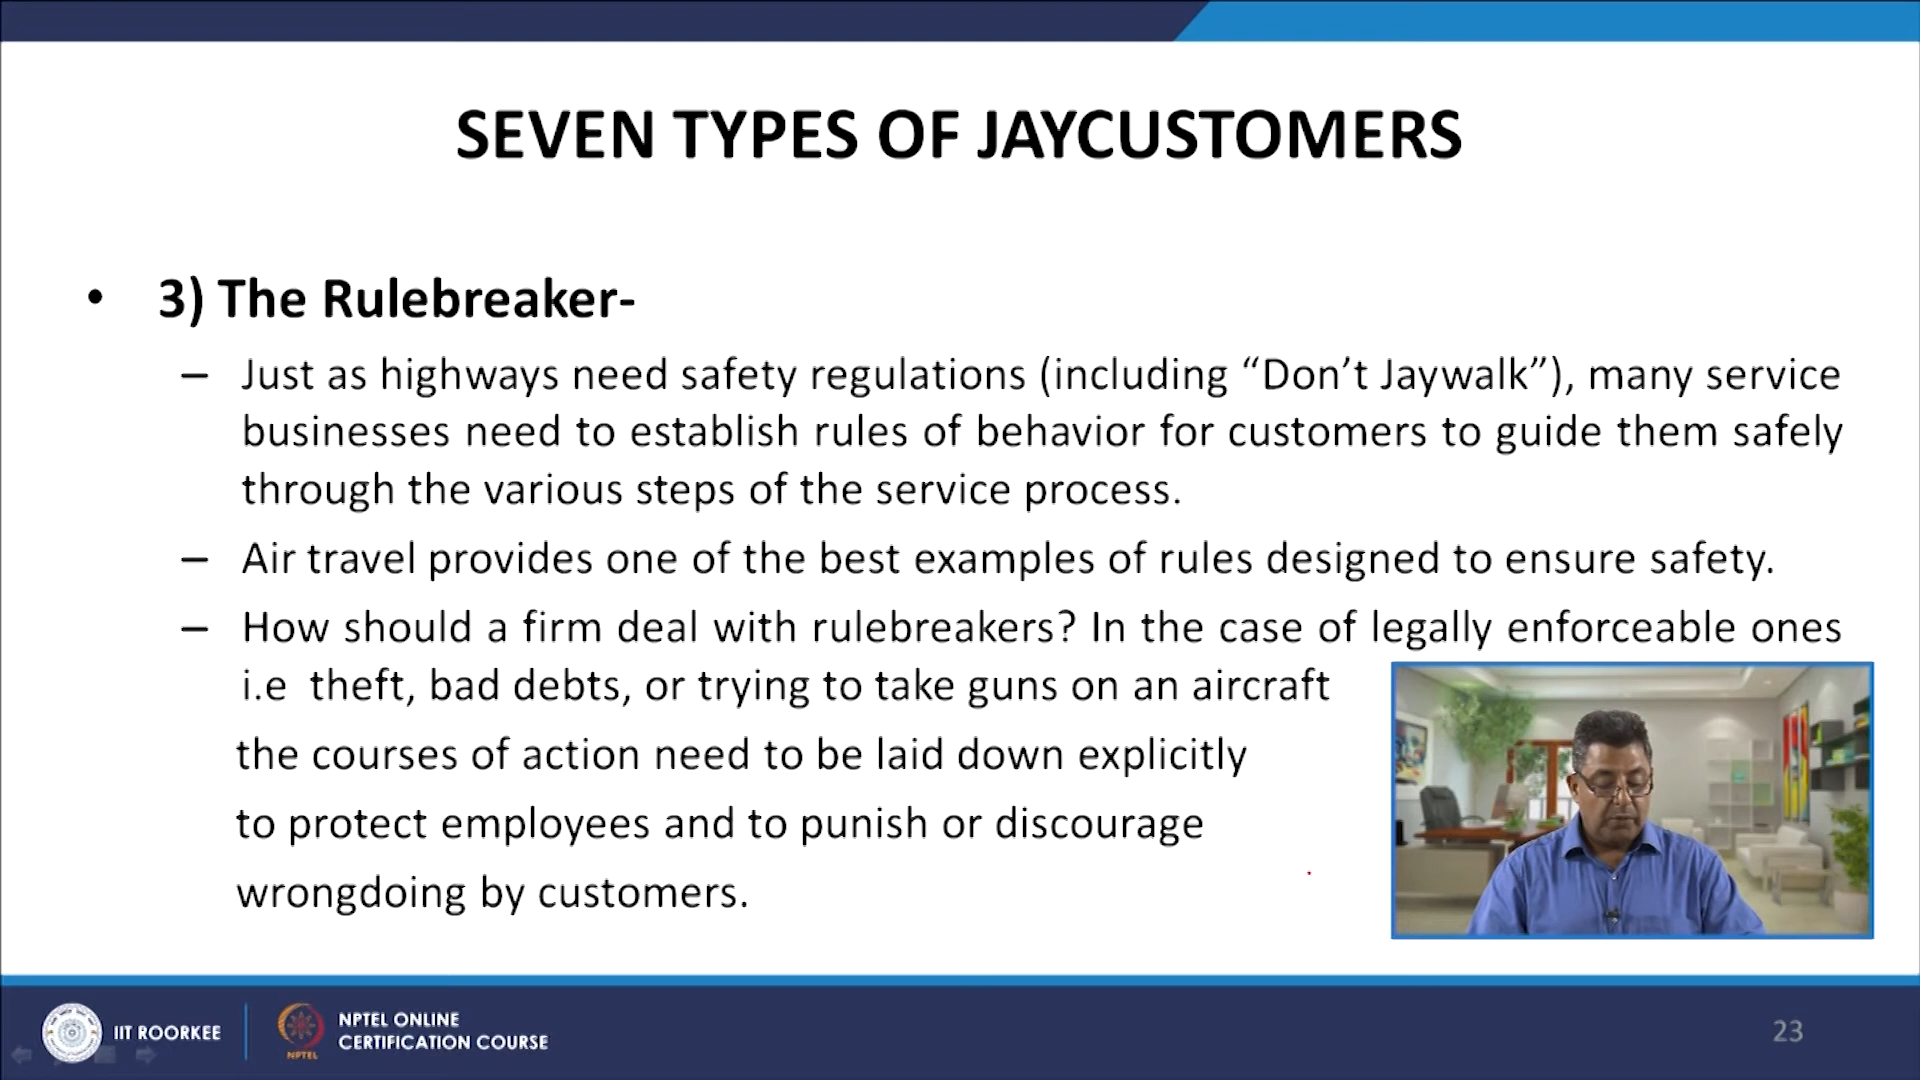 SEVEN TYPES OF JAYCUSTOMERS
• 3) The Rulebreaker-
– Just as highways need safety regulations (including “Don’t Jaywalk”), many service
businesses need to establish rules of behavior for customers to guide them safely
through the various steps of the service process.
– Air travel provides one of the best examples of rules designed to ensure safety.
– How should a firm deal with rulebreakers? In the case of legally enforceable ones
i.e theft, bad debts, or trying to take guns on an aircraft
the courses of action need to be laid down explicitly
to protect employees and to punish or discourage
wrongdoing by customers.
IIT ROORKEE
NPTEL
NPTEL ONLINE
CERTIFICATION COURSE
23